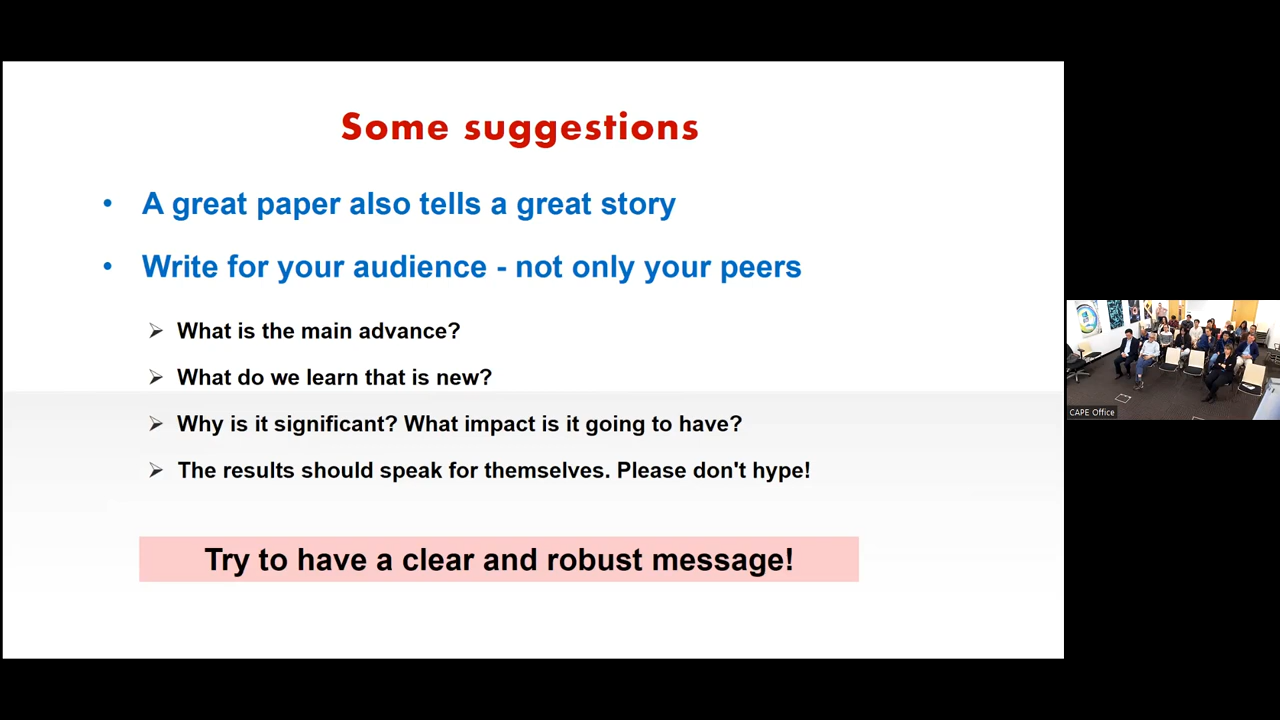 Some suggestions
• A great paper also tells a great story
• Write for your audience - not only your peers
➢ What is the main advance?
➢ What do we learn that is new?
➢ Why is it significant? What impact is it going to have?
➢ The results should speak for themselves. Please don't hype!
Try to have a clear and robust message!
CAPE Office